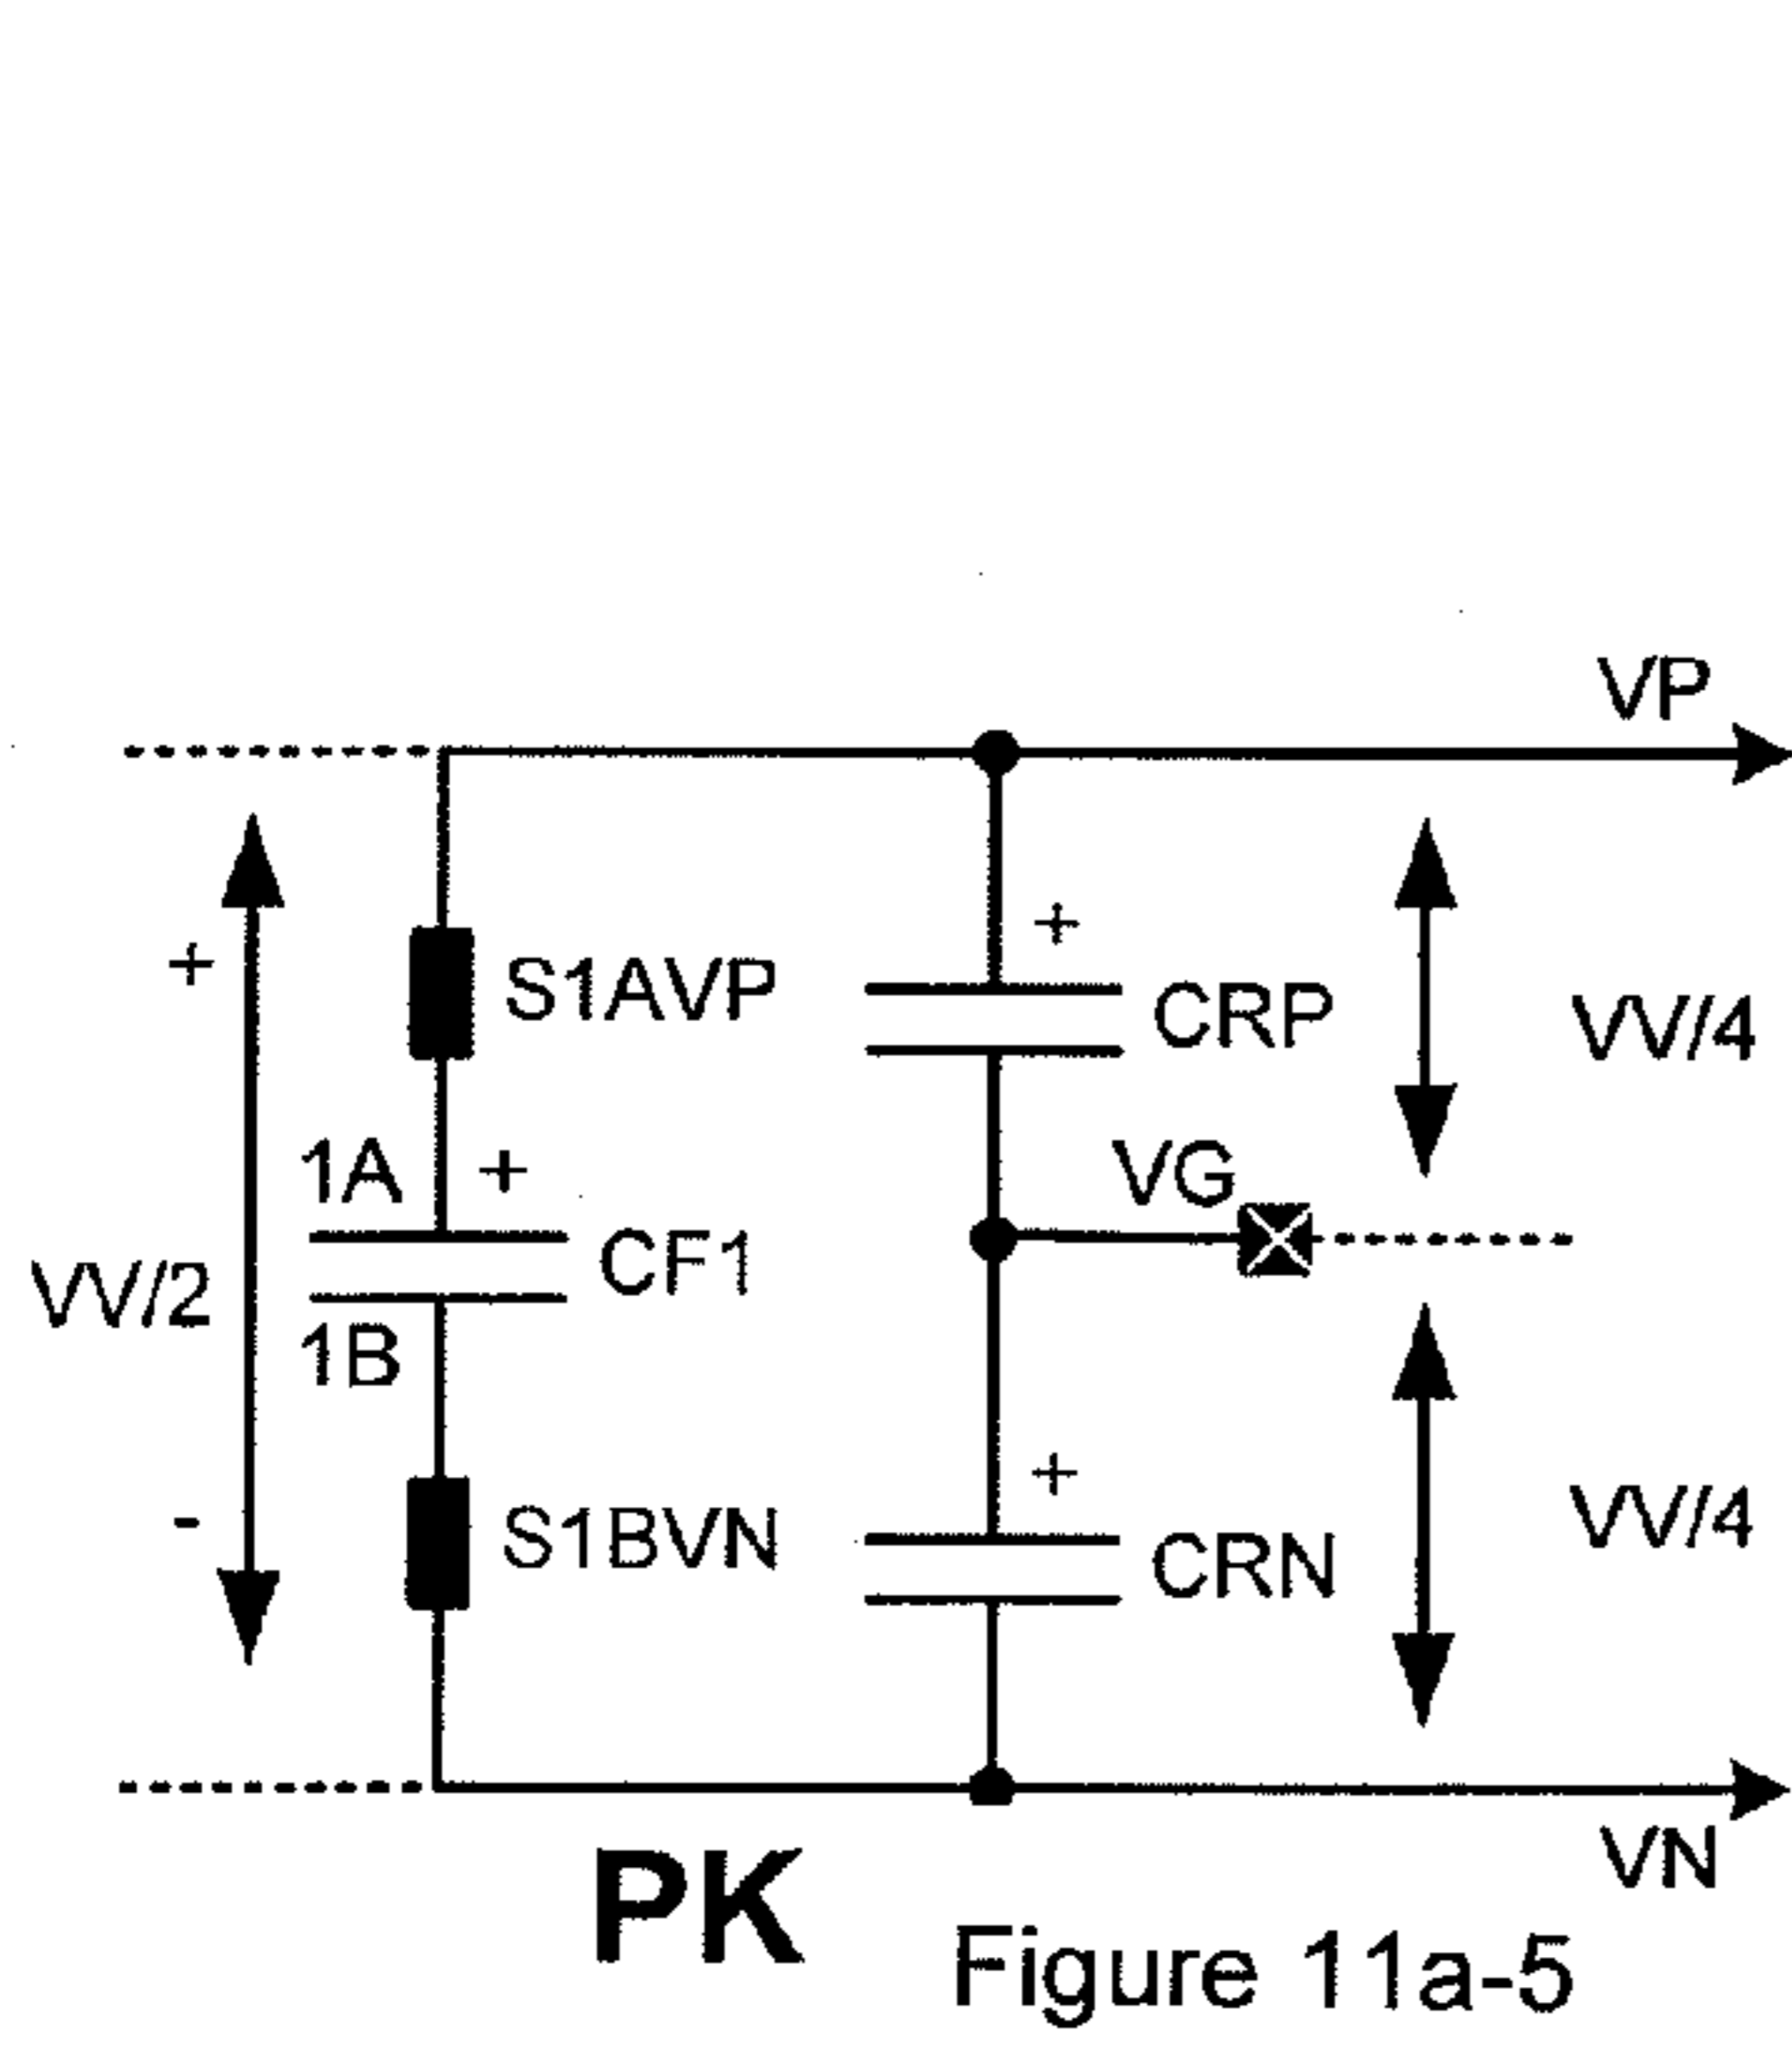 VP
+
+
S1AVP
CRP
VV/4
1A
+
VG
CF1
VV/2
1B
+
-
S1BVN
CRN
VV/4
VN
PK
Figure 11a-5